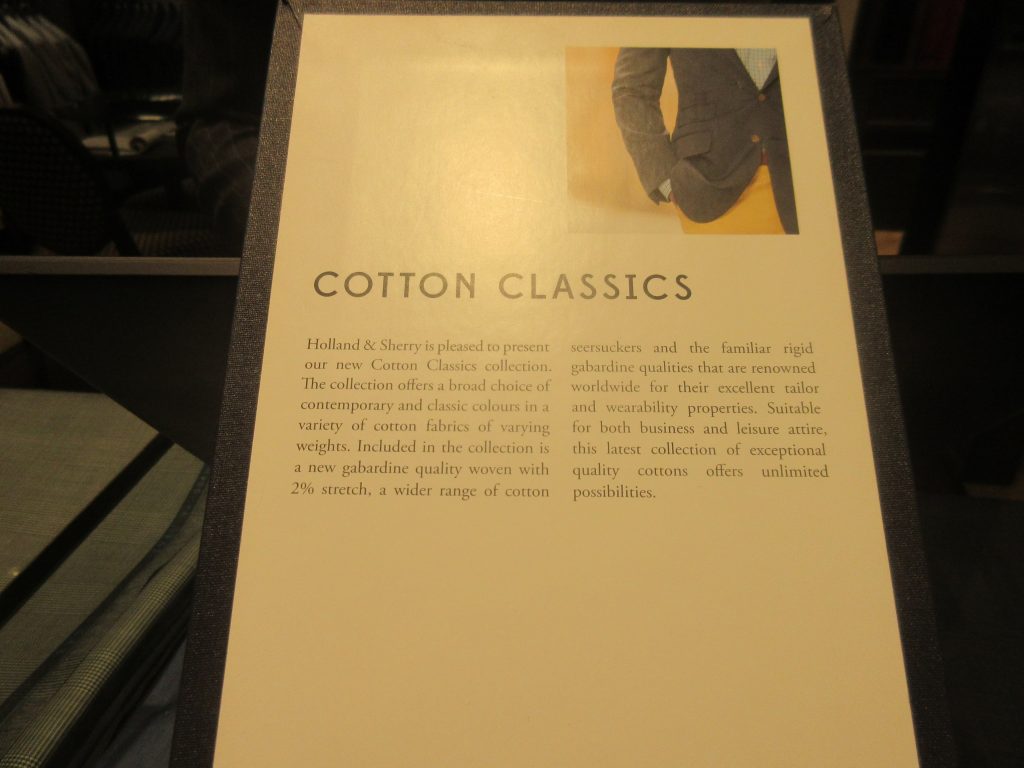 COTTON CLASSICS
Holland & Sherry is pleased to present
our new Cotton Classics collection.
The collection offers a broad choice of
contemporary and classic colours in a
variety of cotton fabrics of varying
weights. Included in the collection is
a new gabardine quality woven with
2% stretch, a wider range of cotton
seersuckers and the familiar rigid
gabardine qualities that are renowned
worldwide for their excellent tailor
and wearability properties. Suitable
for both business and leisure attire,
this latest collection of exceptional
quality cottons offers unlimited
possibilities.